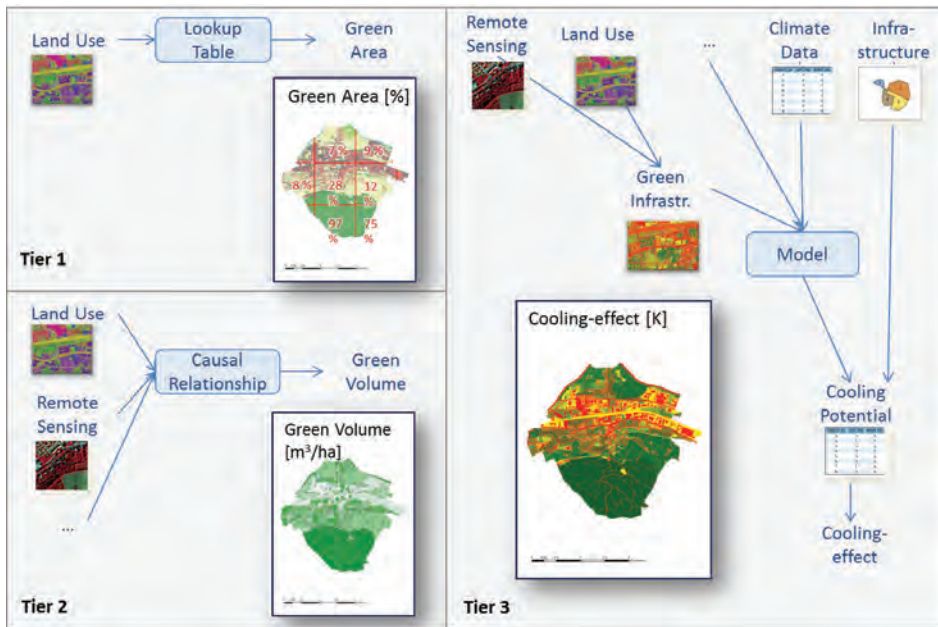 Land Use
Lookup
Table
Green
Area
Green Area [%]
7 %
9 %
8 %
28
%
12
%
97
%
75
%
Tier 1
Land Use
Remote
Sensing
...
Causal
Relationship
Green
Volume
Green Volume
[m³/ha]
Tier 2
Remote
Sensing
Land Use
...
Climate
Data
Infra-
structure
Green
Infrastr.
Model
Cooling-effect [K]
Cooling
Potential
Cooling-
effect
Tier 3